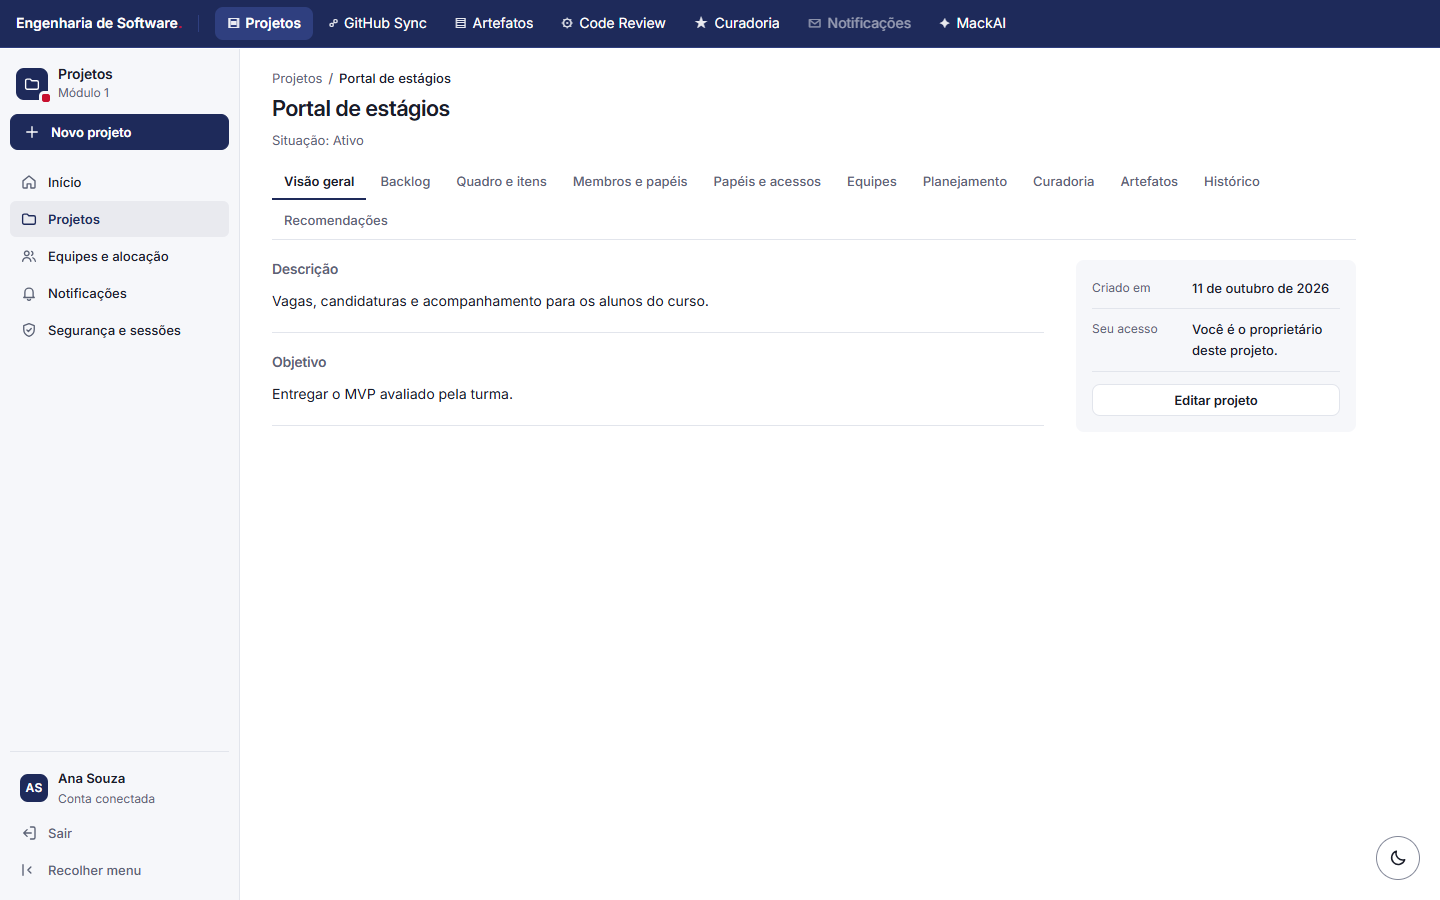 Engenharia de Software
Projetos
GitHub Sync
Artefatos
Code Review
Curadoria
Notificações
MackAI
Projetos
Módulo 1
Novo projeto
Início
Projetos
Equipes e alocação
Notificações
Segurança e sessões
AS
Ana Souza
Conta conectada
Sair
Recolher menu
Projetos / Portal de estágios
Portal de estágios
Situação: Ativo
Visão geral
Backlog
Quadro e itens
Membros e papéis
Papéis e acessos
Equipes
Planejamento
Curadoria
Artefatos
Histórico
Recomendações
Descrição
Vagas, candidaturas e acompanhamento para os alunos do curso.
Objetivo
Entregar o MVP avaliado pela turma.
Criado em
11 de outubro de 2026
Seu acesso
Você é o proprietário
deste projeto.
Editar projeto